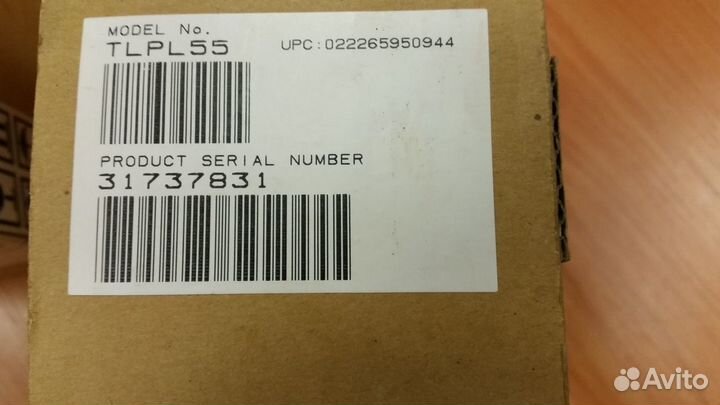 MODEL No.
TLPL55
UPC:022265950944
PRODUCT SERIAL NUMBER
31737831
Avito